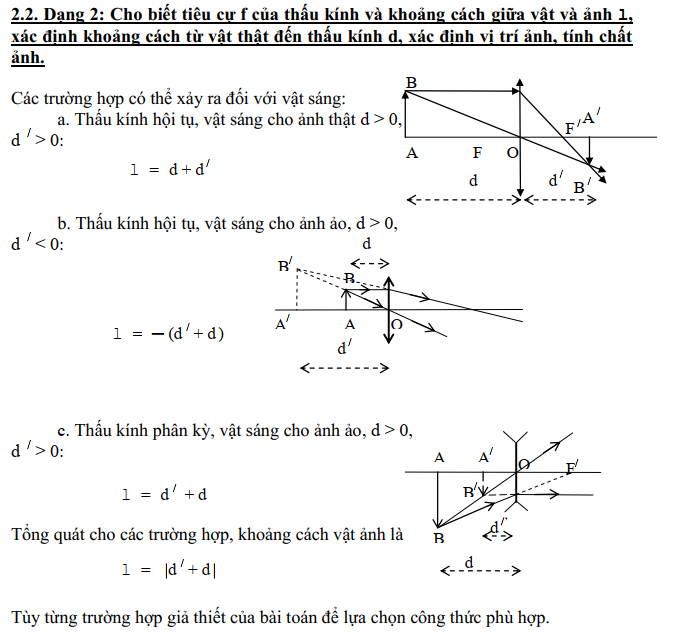 2.2. Dạng 2: Cho biết tiêu cự f của thấu kính và khoảng cách giữa vật và ảnh l,
xác định khoảng cách từ vật thật đến thấu kính d, xác định vị trí ảnh, tính chất
ảnh.
Các trường hợp có thể xảy ra đối với vật sáng:
a. Thấu kính hội tụ, vật sáng cho ảnh thật d > 0,
d ′ > 0:
l = d + d′
B
F′ A′
A F O
d d′ B′
b. Thấu kính hội tụ, vật sáng cho ảnh ảo, d > 0,
d ′ < 0:
d
B′
B
A′ A O
d′
l = − (d′ + d)
c. Thấu kính phân kỳ, vật sáng cho ảnh ảo, d > 0,
d ′ > 0:
A A′ O F′
B′
B d′
d
l = d′ + d
Tổng quát cho các trường hợp, khoảng cách vật ảnh là
l = |d′ + d|
Tùy từng trường hợp giả thiết của bài toán để lựa chọn công thức phù hợp.